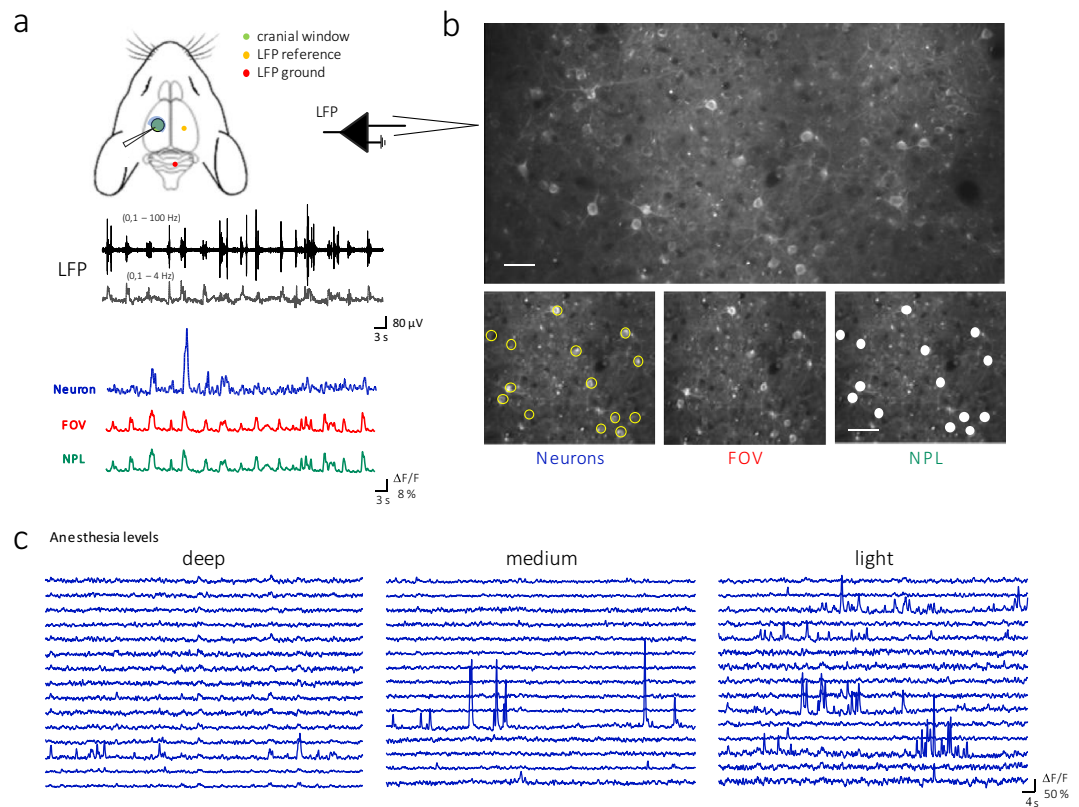 a
cranial window
LFP reference
LFP ground
LFP
(0,1 – 100 Hz)
LFP
(0,1 – 4 Hz)
80 µV
3 s
Neuron
FOV
NPL
ΔF/F
3 s
8 %
b
Neurons
FOV
NPL
c
Anesthesia levels
deep
medium
light
ΔF/F
4 s
50 %